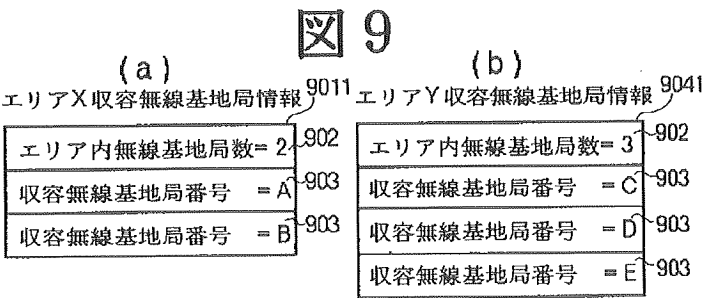 図 9
(a)
エリアX収容無線基地局情報
9011
エリア内無線基地局数= 2
902
収容無線基地局番号 = A
903
収容無線基地局番号 = B
903
(b)
エリアY収容無線基地局情報
9041
エリア内無線基地局数= 3
902
収容無線基地局番号 = C
903
収容無線基地局番号 = D
903
収容無線基地局番号 = E
903